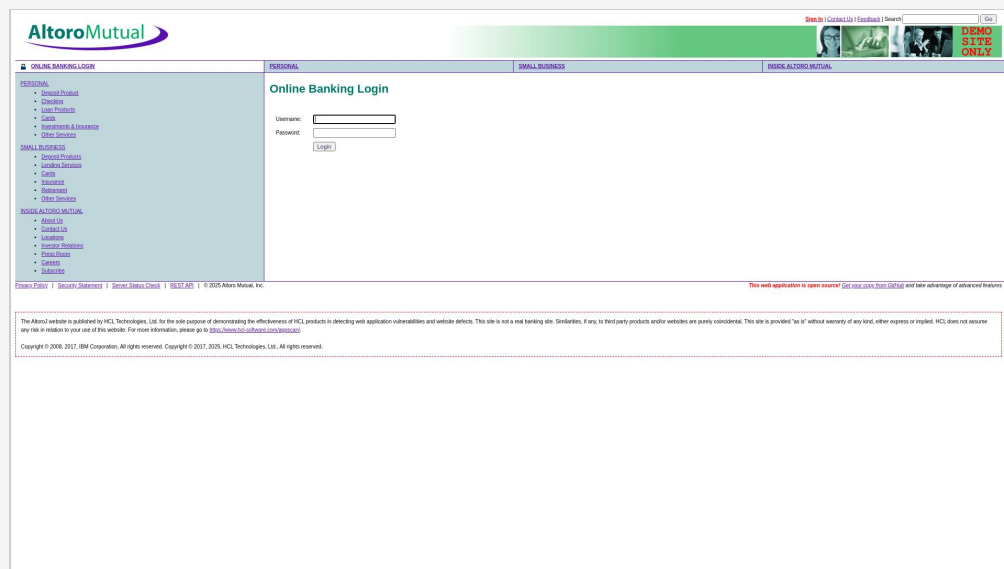 Sign In | Contact Us | Feedback | Search
Go
AltoroMutual
DEMO
SITE
ONLY
ONLINE BANKING LOGIN
PERSONAL
SMALL BUSINESS
INSIDE ALTORO MUTUAL
PERSONAL
• Deposit Product
• Checking
• Loan Products
• Cards
• Investments & Insurance
• Other Services
SMALL BUSINESS
• Deposit Products
• Lending Services
• Cards
• Insurance
• Retirement
• Other Services
INSIDE ALTORO MUTUAL
• About Us
• Contact Us
• Locations
• Investor Relations
• Press Room
• Careers
• Subscribe
Online Banking Login
Username:
Password:
Login
Privacy Policy | Security Statement | Server Status Check | REST API | © 2025 Altoro Mutual, Inc.
This web application is open source! Get your copy from GitHub and take advantage of advanced features
The AltoroJ website is published by HCL Technologies, Ltd. for the sole purpose of demonstrating the effectiveness of HCL products in detecting web application vulnerabilities and website defects. This site is not a real banking site. Similarities, if any, to third party products and/or websites are purely coincidental. This site is provided "as is" without warranty of any kind, either express or implied. HCL does not assume
any risk in relation to your use of this website. For more information, please go to https://www.hcl-software.com/appscan/.
Copyright © 2008, 2017, IBM Corporation, All rights reserved. Copyright © 2017, 2025, HCL Technologies, Ltd., All rights reserved.